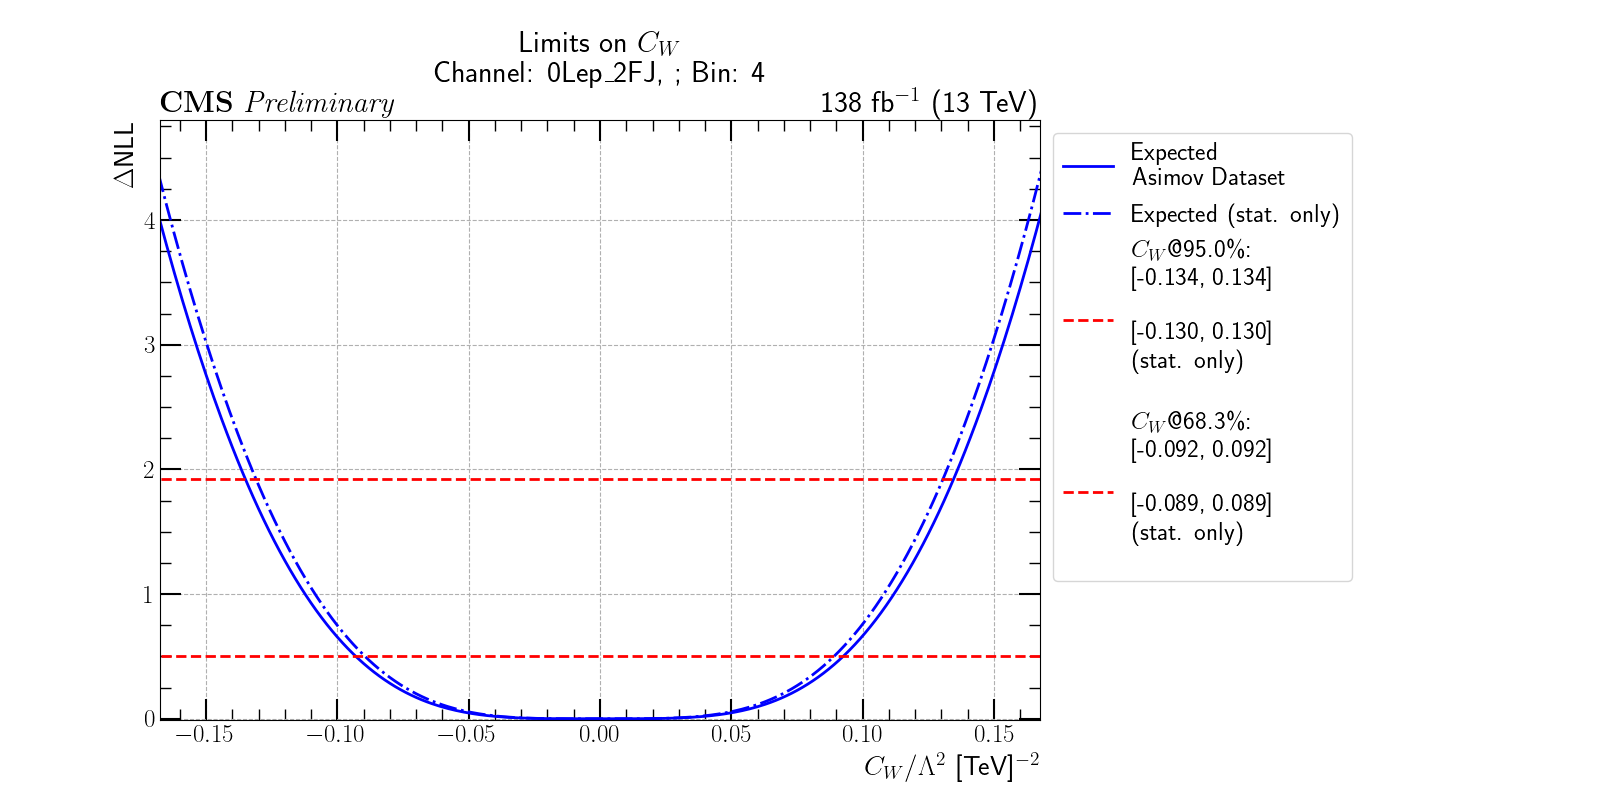 Limits on C_W
Channel: 0Lep_2FJ, ; Bin: 4
CMS Preliminary
138 fb⁻¹ (13 TeV)
ΔNLL
4
3
2
1
0
−0.15 −0.10 −0.05 0.00 0.05 0.10 0.15
C_W/Λ² [TeV]⁻²
Expected
Asimov Dataset
Expected (stat. only)
C_W@95.0%:
[-0.134, 0.134]
[-0.130, 0.130]
(stat. only)
C_W@68.3%:
[-0.092, 0.092]
[-0.089, 0.089]
(stat. only)